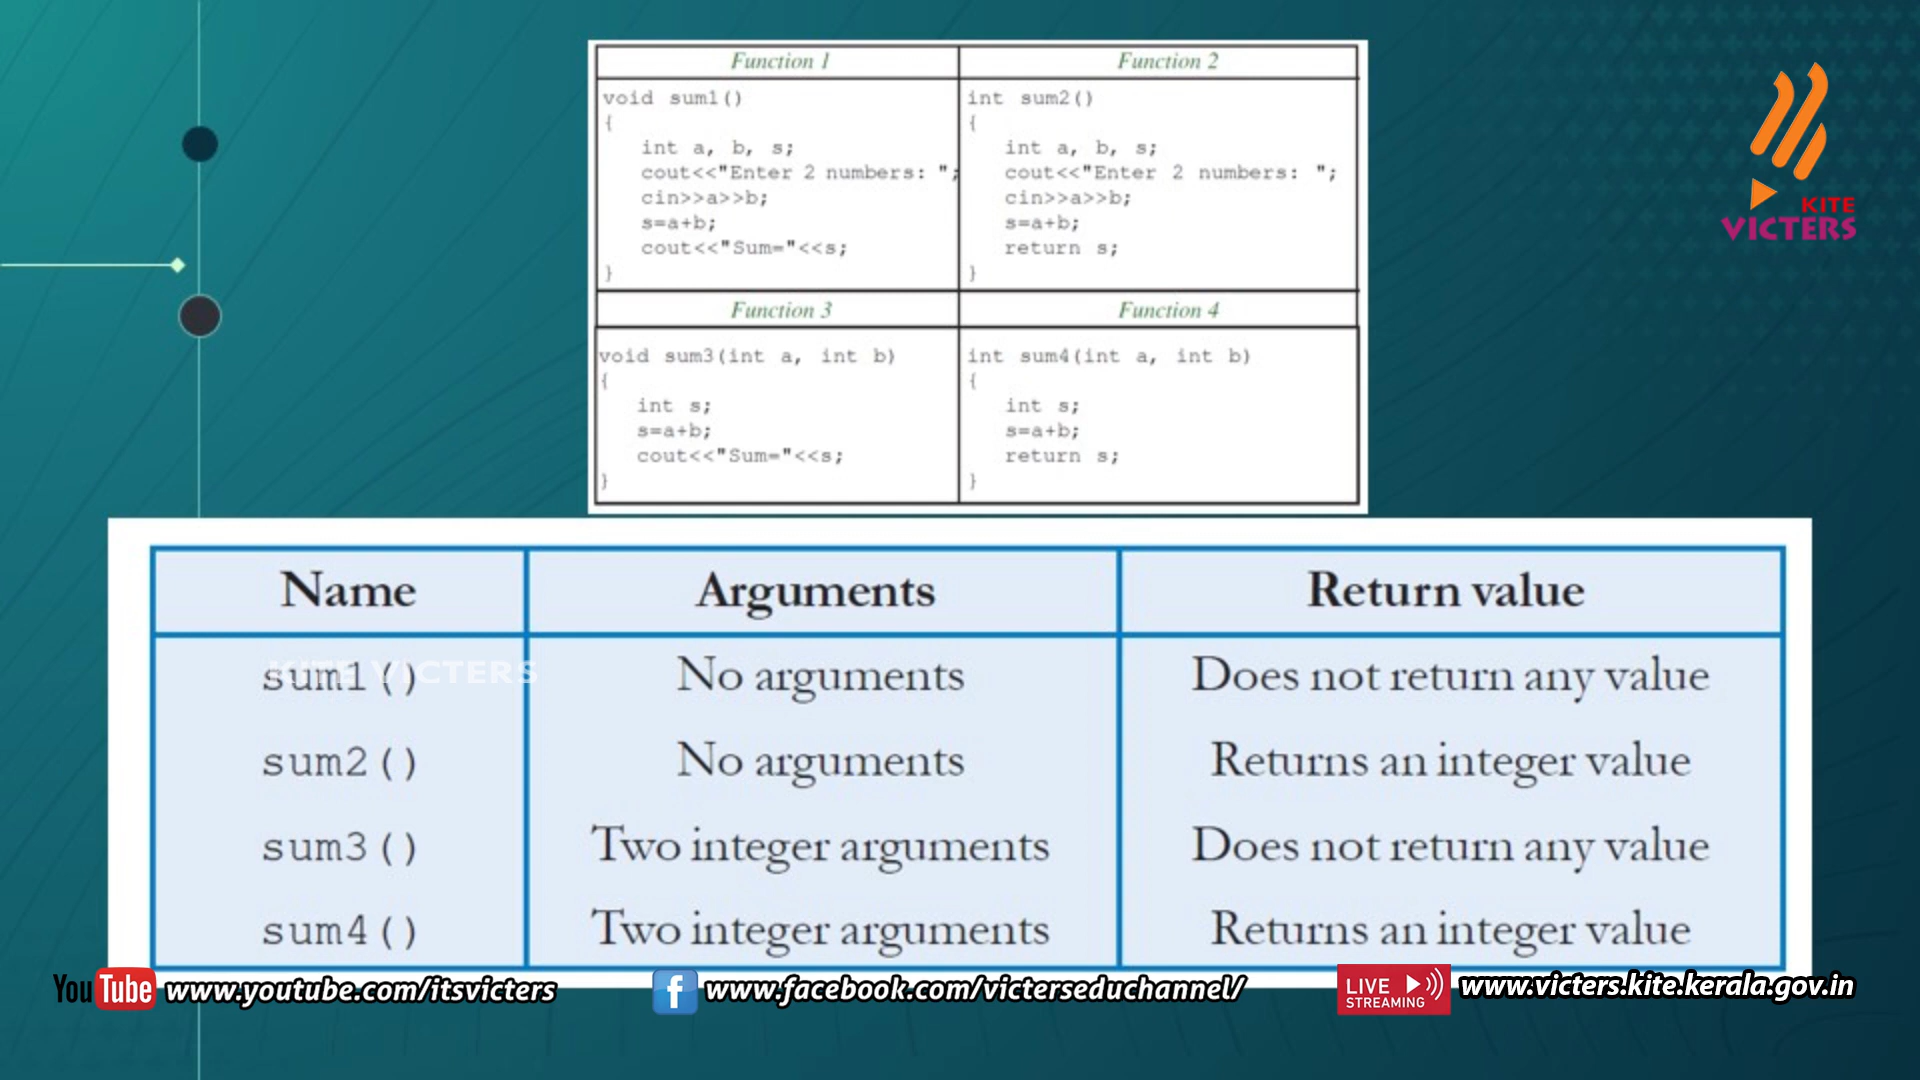 Function 1
void sum1()
{
int a, b, s;
cout<<"Enter 2 numbers: ";
cin>>a>>b;
s=a+b;
cout<<"Sum="<<s;
}
Function 2
int sum2()
{
int a, b, s;
cout<<"Enter 2 numbers: ";
cin>>a>>b;
s=a+b;
return s;
}
Function 3
void sum3(int a, int b)
{
int s;
s=a+b;
cout<<"Sum="<<s;
}
Function 4
int sum4(int a, int b)
{
int s;
s=a+b;
return s;
}
KITE
VICTERS
Name Arguments Return value
sum1() No arguments Does not return any value
KITE VICTERS
sum2() No arguments Returns an integer value
sum3() Two integer arguments Does not return any value
sum4() Two integer arguments Returns an integer value
YouTube www.youtube.com/itsvicters
f www.facebook.com/victerseduchannel/
LIVE
STREAMING
www.victers.kite.kerala.gov.in